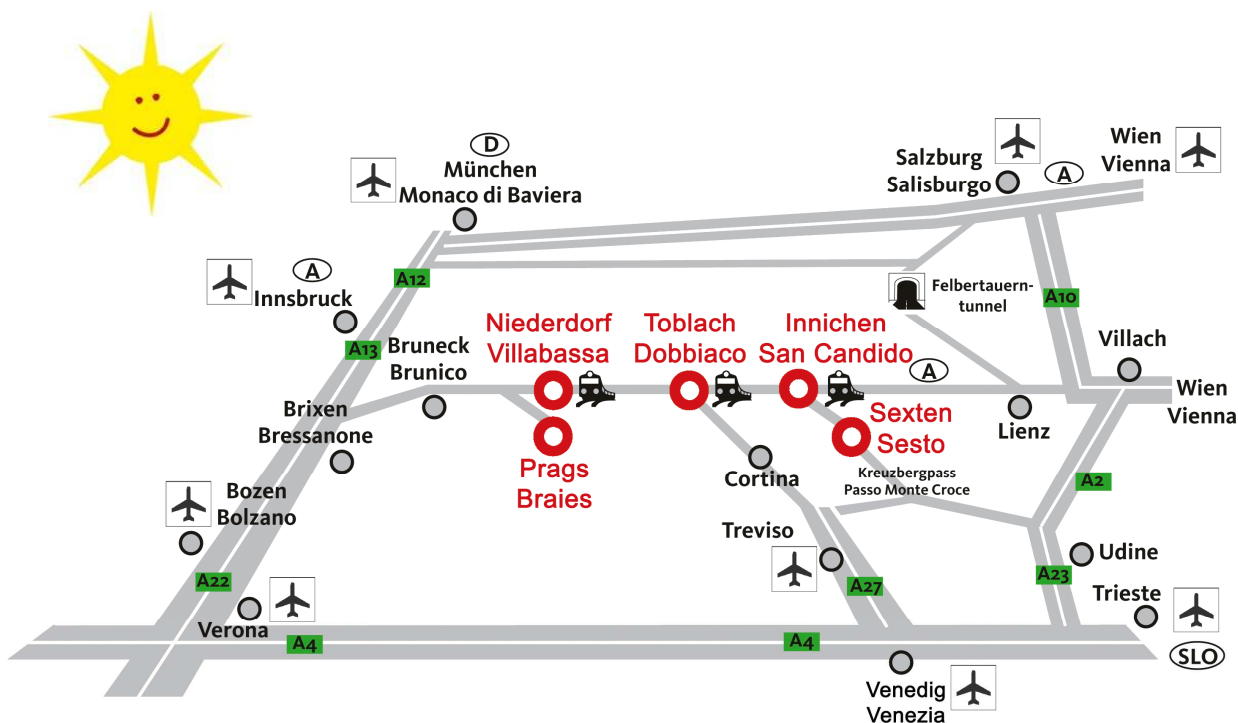 D
München
Monaco di Baviera
Salzburg
Salisburgo
A
Wien
Vienna
A
Innsbruck
A12
A13
Felbertauern-
tunnel
A10
Niederdorf
Villabassa
Toblach
Dobbiaco
Innichen
San Candido
A
Villach
Bruneck
Brunico
Wien
Vienna
Brixen
Bressanone
Sexten
Sesto
Lienz
Prags
Braies
Cortina
Kreuzbergpass
Passo Monte Croce
A2
Bozen
Bolzano
Treviso
Udine
A22
A27
A23
Trieste
Verona
A4
A4
SLO
Venedig
Venezia